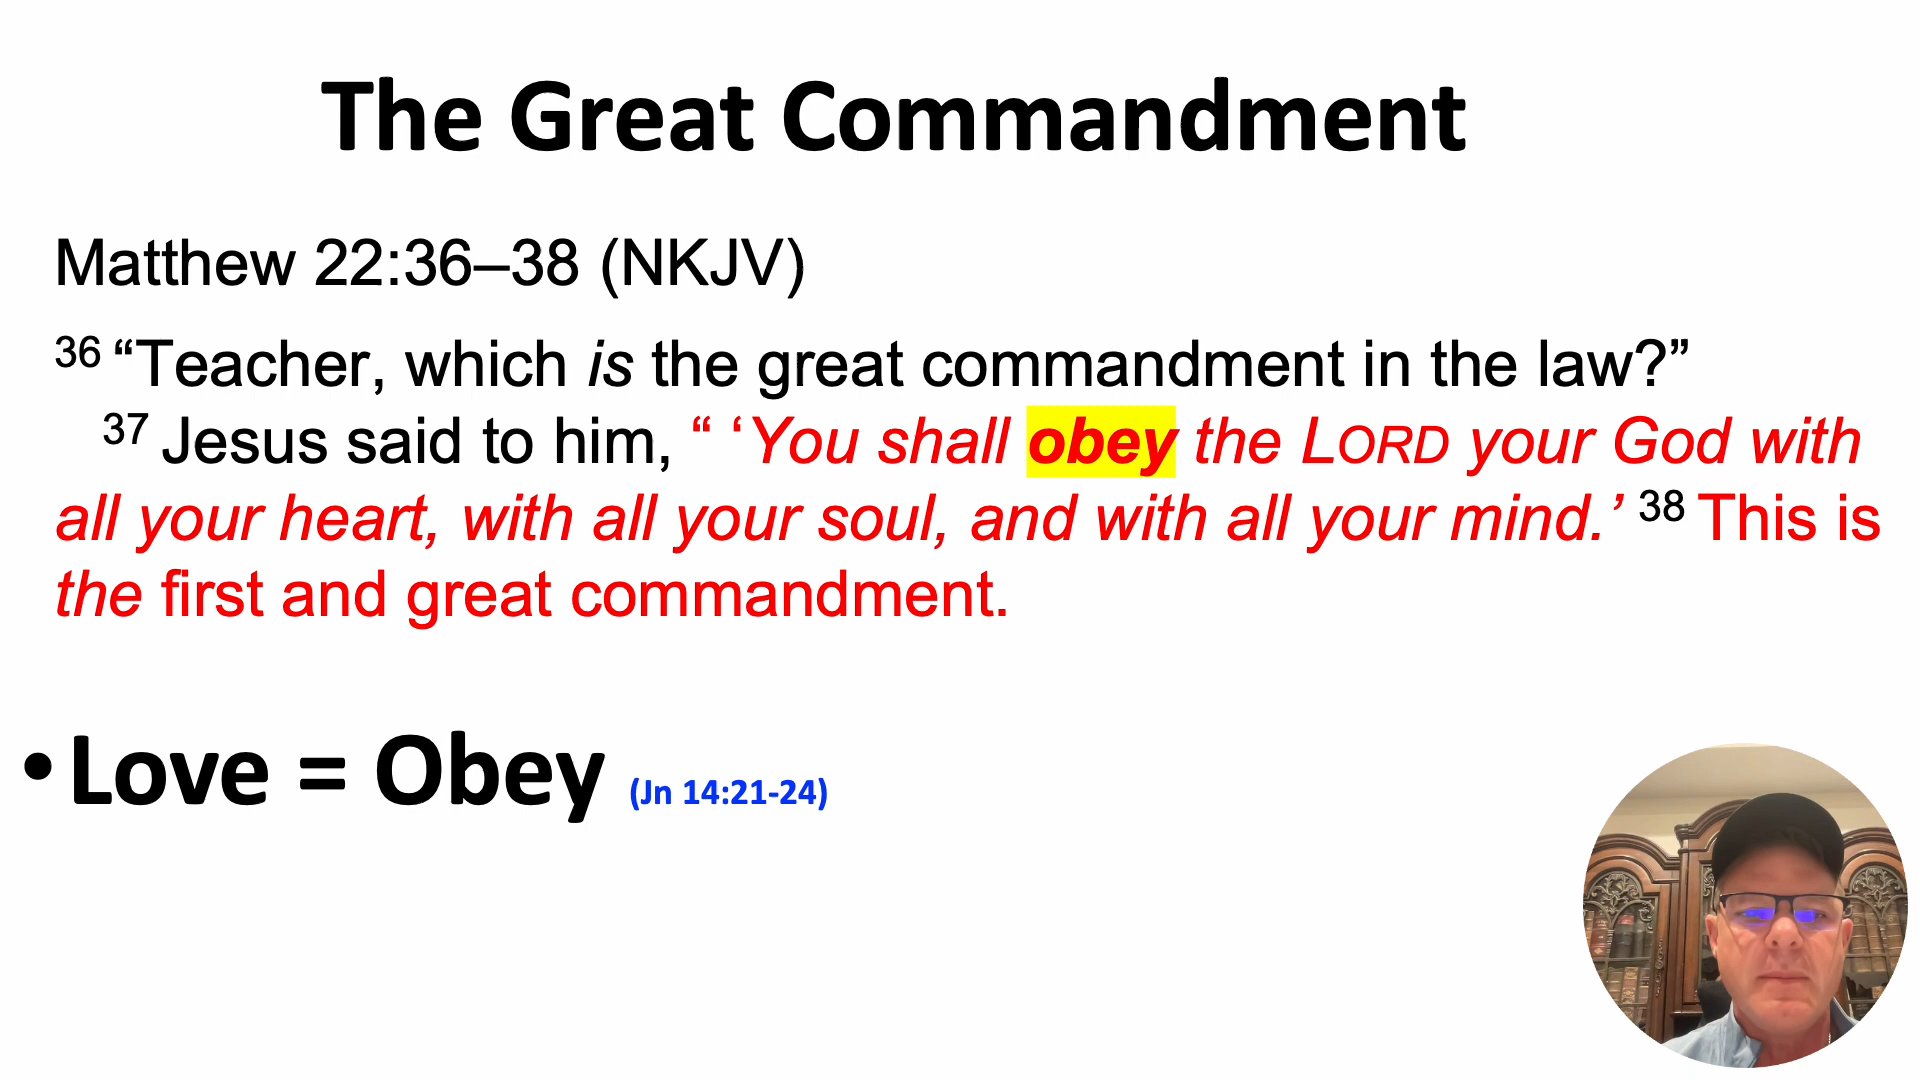 The Great Commandment
Matthew 22:36–38 (NKJV)
36 “Teacher, which is the great commandment in the law?”
37 Jesus said to him, “ ‘You shall obey the LORD your God with
all your heart, with all your soul, and with all your mind.’ 38 This is
the first and great commandment.
•Love = Obey (Jn 14:21-24)